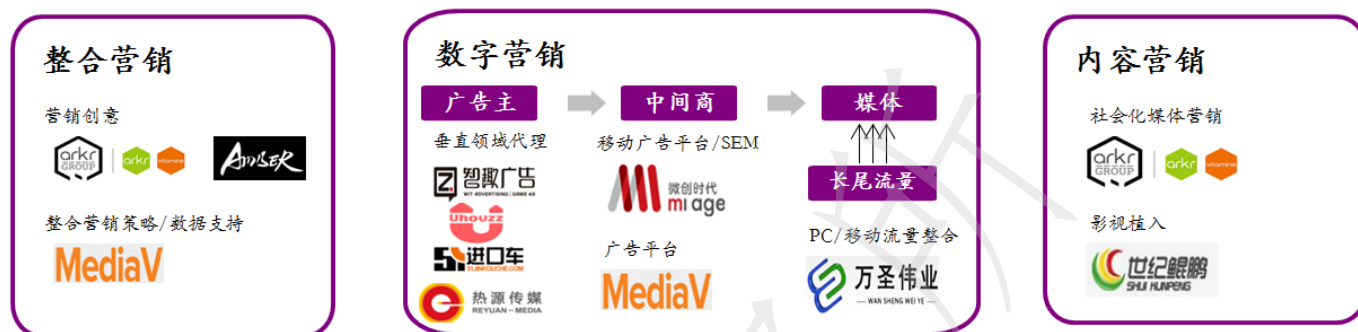 整合营销
营销创意
arkr GROUP arkr vitamine AMBER
整合营销策略/数据支持
MediaV
数字营销
广告主 中间商 媒体
垂直领域代理
智趣广告
WIT ADVERTISING | GAME AD
Uhouzz
51进口车
51JINKOUCHE.COM
热源传媒
REYUAN-MEDIA
移动广告平台/SEM
微创时代
mi age
广告平台
MediaV
长尾流量
PC/移动流量整合
万圣伟业
WAN SHENG WEI YE
内容营销
社会化媒体营销
arkr GROUP arkr vitamine
影视植入
世纪鲲鹏
SHIJI KUNPENG